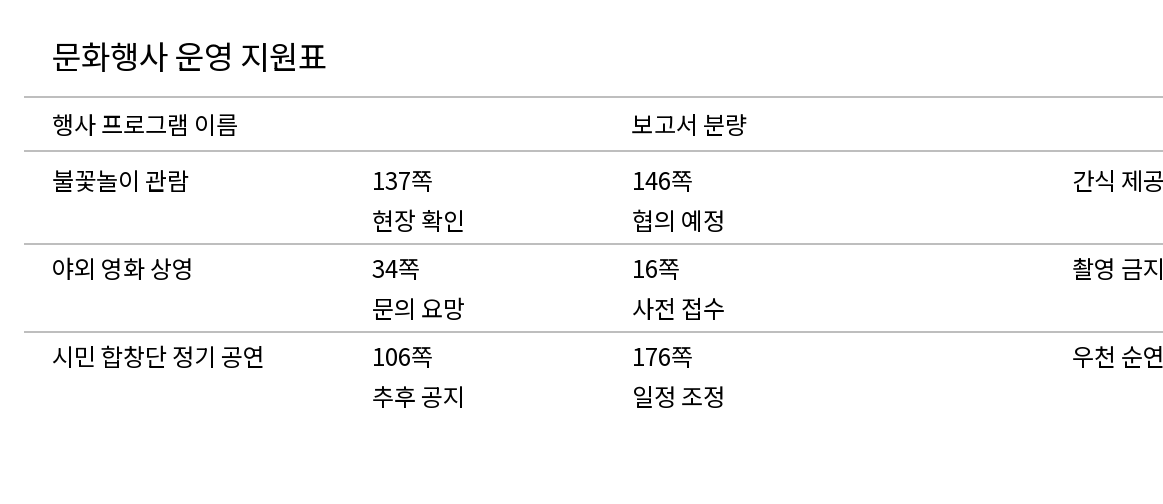 문화행사 운영 지원표
행사 프로그램 이름 보고서 분량
불꽃놀이 관람 137쪽 146쪽 간식 제공
현장 확인 협의 예정
야외 영화 상영 34쪽 16쪽 촬영 금지
문의 요망 사전 접수
시민 합창단 정기 공연 106쪽 176쪽 우천 순연
추후 공지 일정 조정